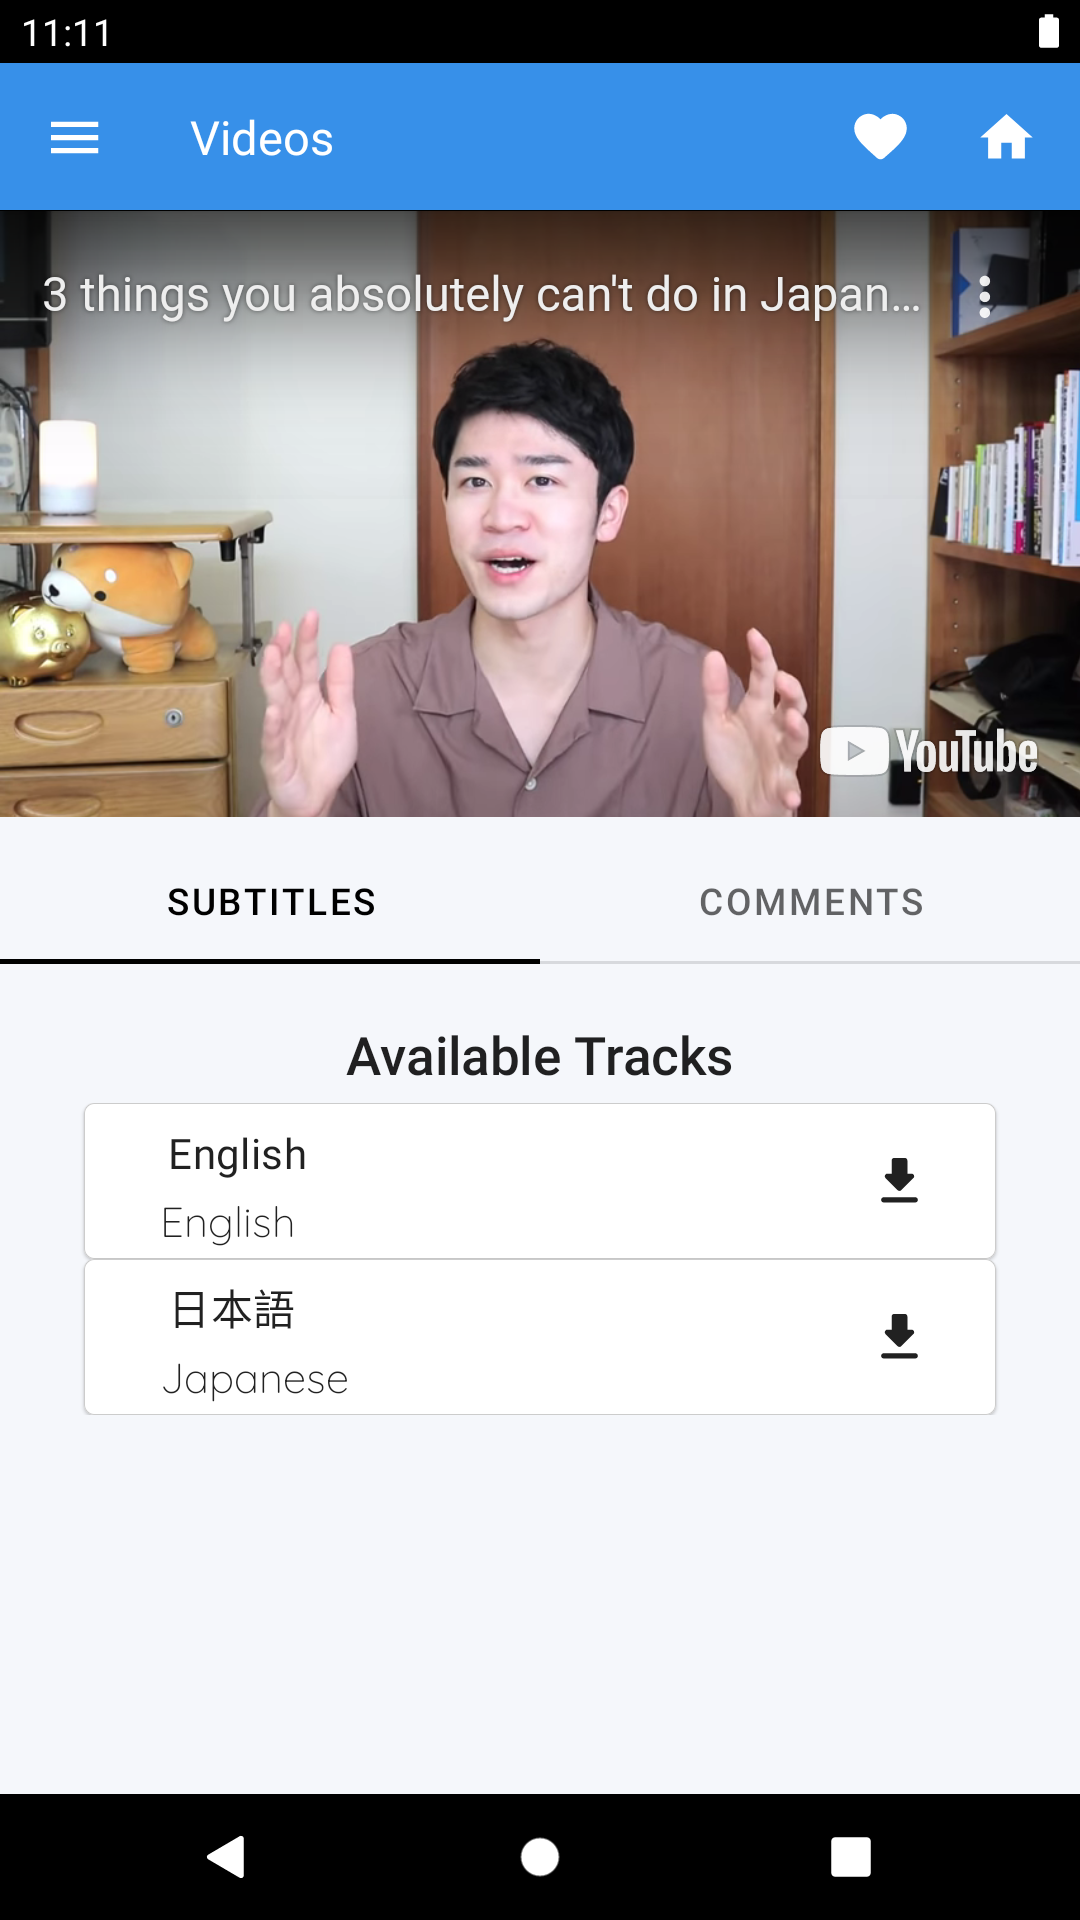 11:11
Videos
3 things you absolutely can't do in Japan...
YouTube
SUBTITLES
COMMENTS
Available Tracks
English
English
日本語
Japanese